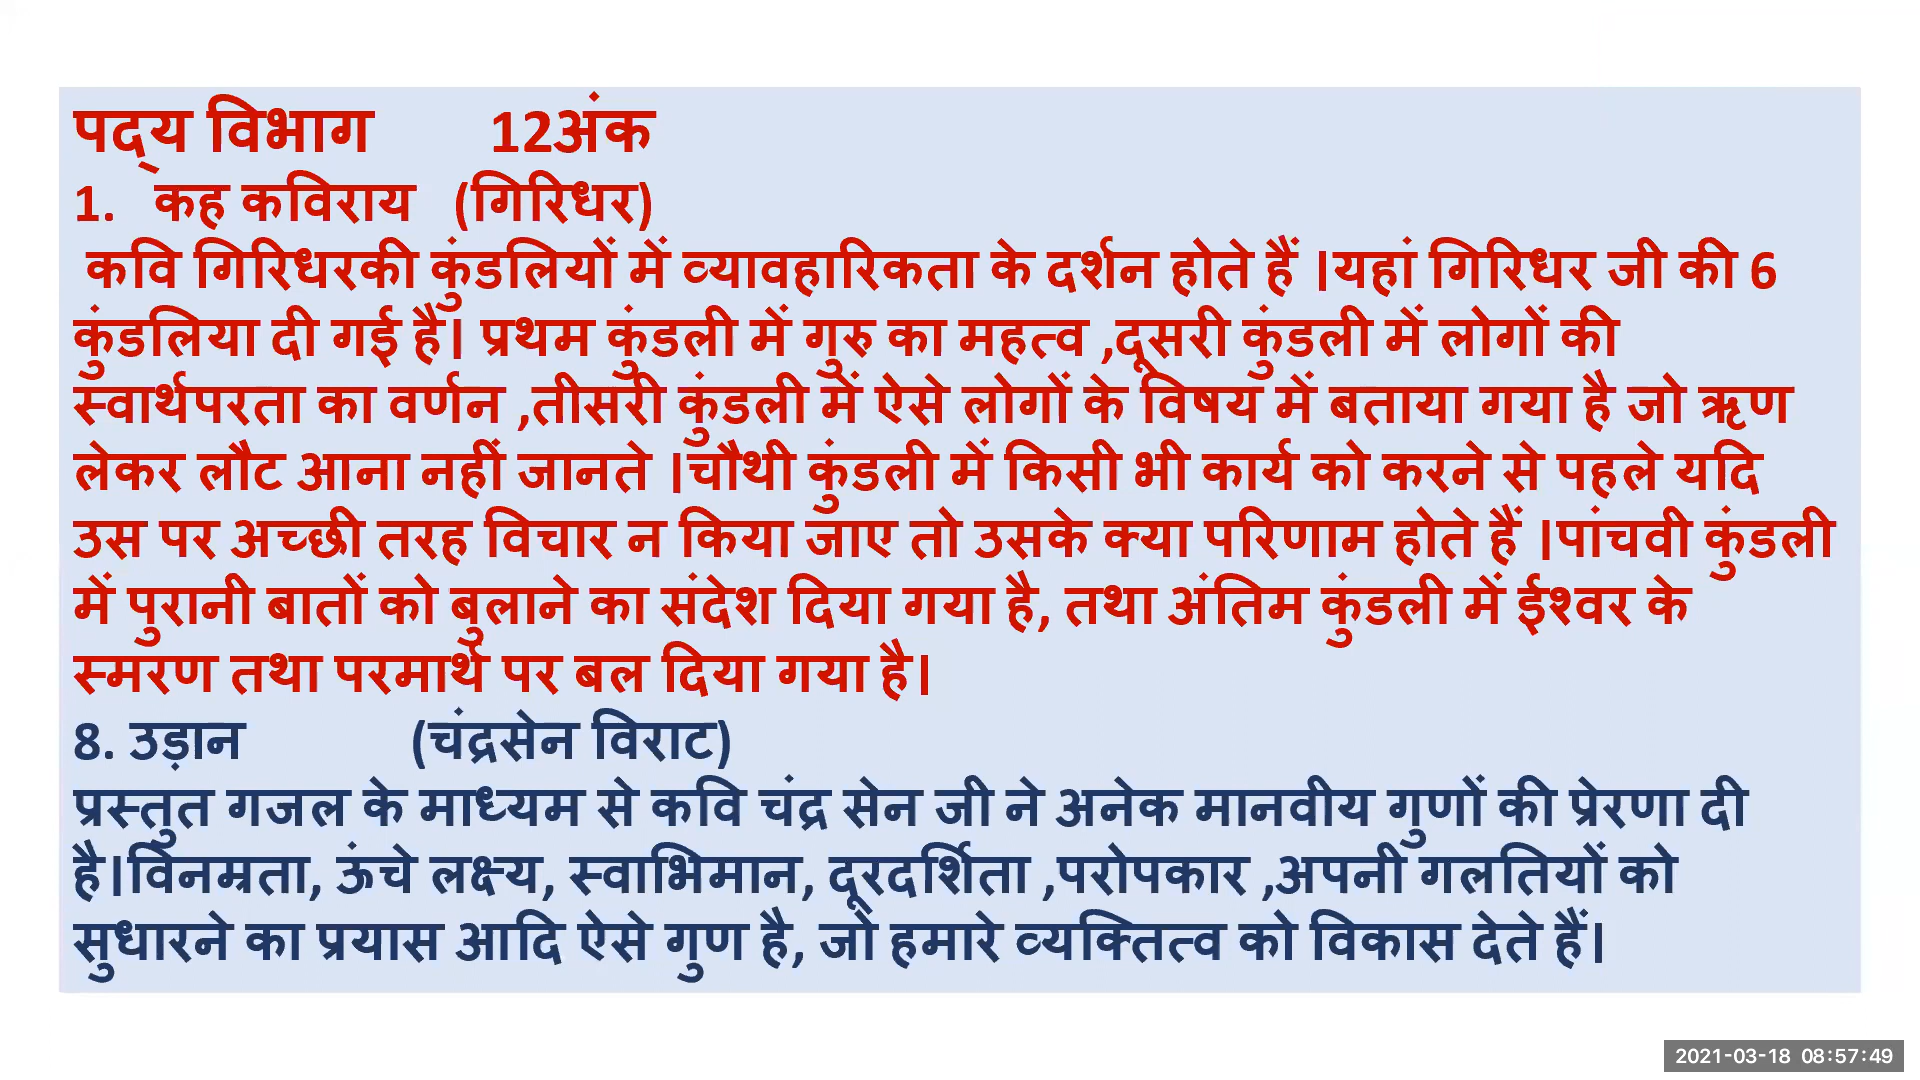 पद्‌य विभाग 12अंक
1. कह कविराय (गिरिधर)
कवि गिरिधरकी कुंडलियों में व्यावहारिकता के दर्शन होते हैं ।यहां गिरिधर जी की 6
कुंडलिया दी गई है। प्रथम कुंडली में गुरु का महत्व ,दूसरी कुंडली में लोगों की
स्वार्थपरता का वर्णन ,तीसरी कुंडली में ऐसे लोगों के विषय में बताया गया है जो ऋण
लेकर लौट आना नहीं जानते ।चौथी कुंडली में किसी भी कार्य को करने से पहले यदि
उस पर अच्छी तरह विचार न किया जाए तो उसके क्या परिणाम होते हैं ।पांचवी कुंडली
में पुरानी बातों को बुलाने का संदेश दिया गया है, तथा अंतिम कुंडली में ईश्वर के
स्मरण तथा परमार्थ पर बल दिया गया है।
8. उड़ान (चंद्रसेन विराट)
प्रस्तुत गजल के माध्यम से कवि चंद्र सेन जी ने अनेक मानवीय गुणों की प्रेरणा दी
है।विनम्रता, ऊंचे लक्ष्य, स्वाभिमान, दूरदर्शिता ,परोपकार ,अपनी गलतियों को
सुधारने का प्रयास आदि ऐसे गुण है, जो हमारे व्यक्तित्व को विकास देते हैं।
2021-03-18 08:57:49